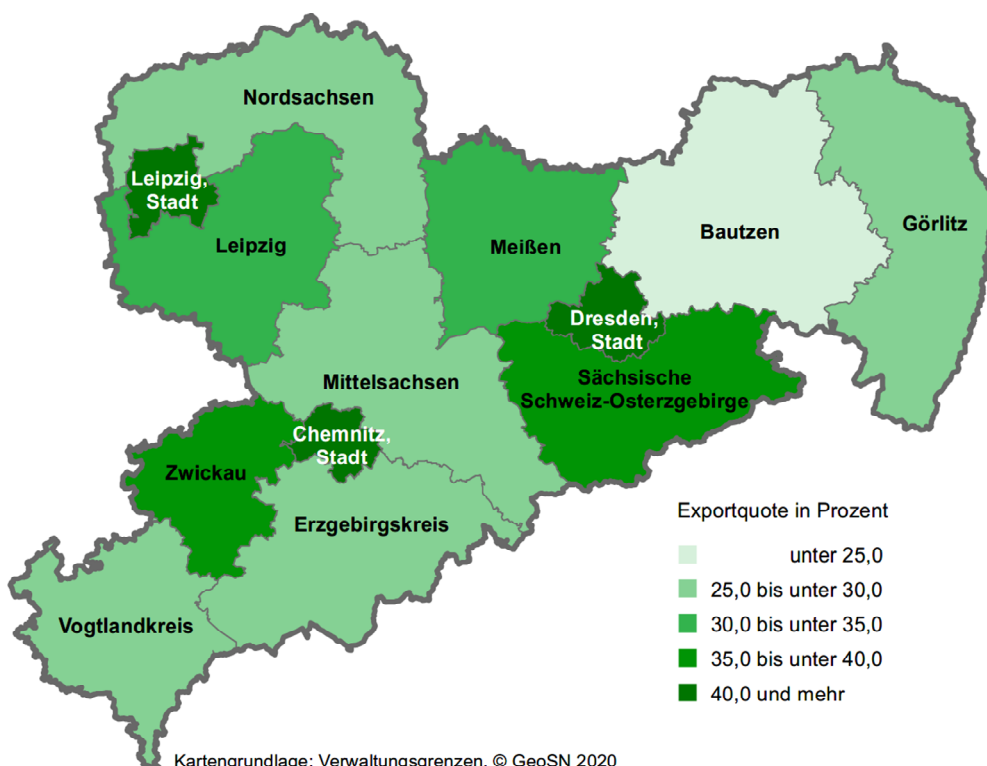 Nordsachsen
Leipzig,
Stadt
Leipzig
Meißen
Bautzen
Görlitz
Dresden,
Stadt
Sächsische
Schweiz-Osterzgebirge
Mittelsachsen
Chemnitz,
Stadt
Zwickau
Erzgebirgskreis
Vogtlandkreis
Exportquote in Prozent
unter 25,0
25,0 bis unter 30,0
30,0 bis unter 35,0
35,0 bis unter 40,0
40,0 und mehr
Kartengrundlage: Verwaltungsgrenzen, © GeoSN 2020